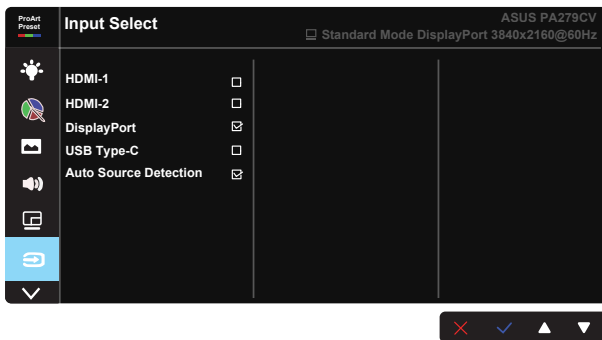 ProArt
Preset
Input Select
ASUS PA279CV
Standard Mode DisplayPort 3840x2160@60Hz
HDMI-1
HDMI-2
DisplayPort
USB Type-C
Auto Source Detection